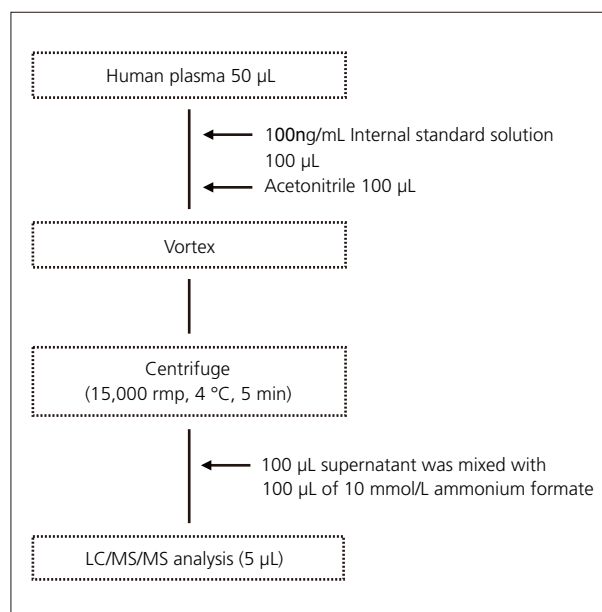 Human plasma 50 µL
100ng/mL Internal standard solution
100 µL
Acetonitrile 100 µL
Vortex
Centrifuge
(15,000 rmp, 4 °C, 5 min)
100 µL supernatant was mixed with
100 µL of 10 mmol/L ammonium formate
LC/MS/MS analysis (5 µL)